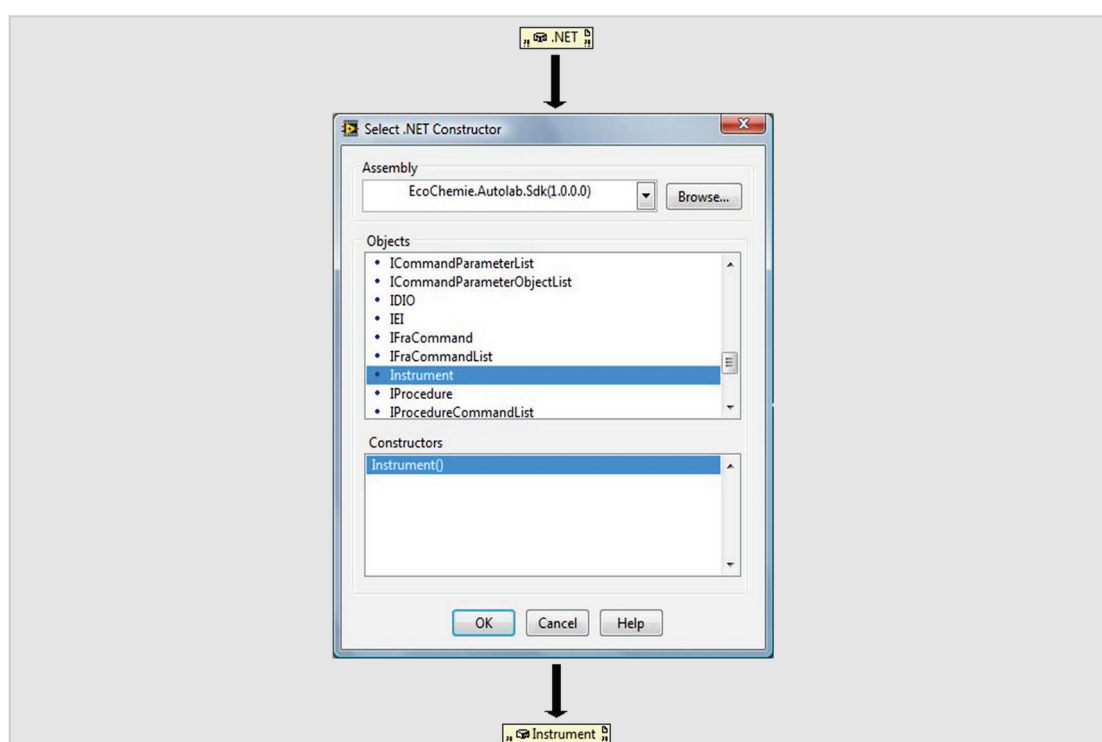 .NET
Select .NET Constructor
Assembly
EcoChemie.Autolab.Sdk(1.0.0.0)
Browse...
Objects
ICommandParameterList
ICommandParameterObjectList
IDIO
IEI
IFraCommand
IFraCommandList
Instrument
IProcedure
IProcedureCommandList
Constructors
Instrument()
OK Cancel Help
Instrument